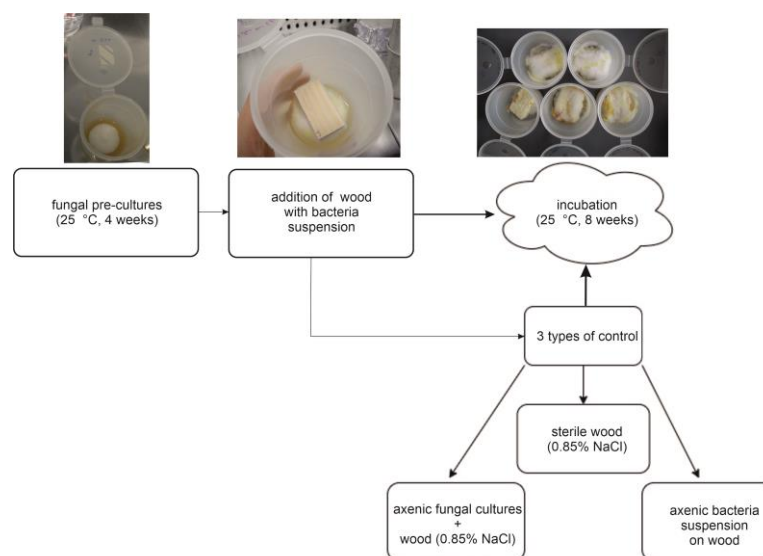 fungal pre-cultures
(25 °C, 4 weeks)
addition of wood
with bacteria
suspension
incubation
(25 °C, 8 weeks)
3 types of control
sterile wood
(0.85% NaCl)
axenic fungal cultures
+
wood (0.85% NaCl)
axenic bacteria
suspension
on wood